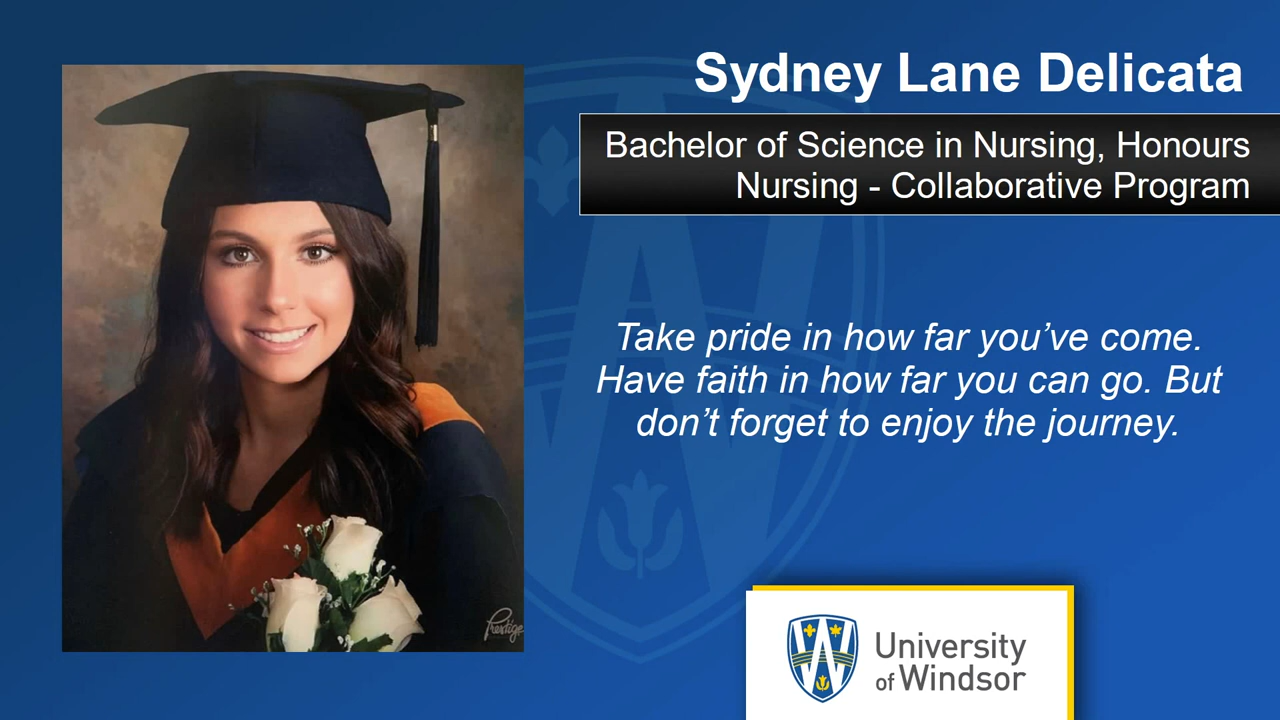 Sydney Lane Delicata
Bachelor of Science in Nursing, Honours
Nursing - Collaborative Program
Take pride in how far you’ve come.
Have faith in how far you can go. But
don’t forget to enjoy the journey.
Prestige
W
University
of Windsor